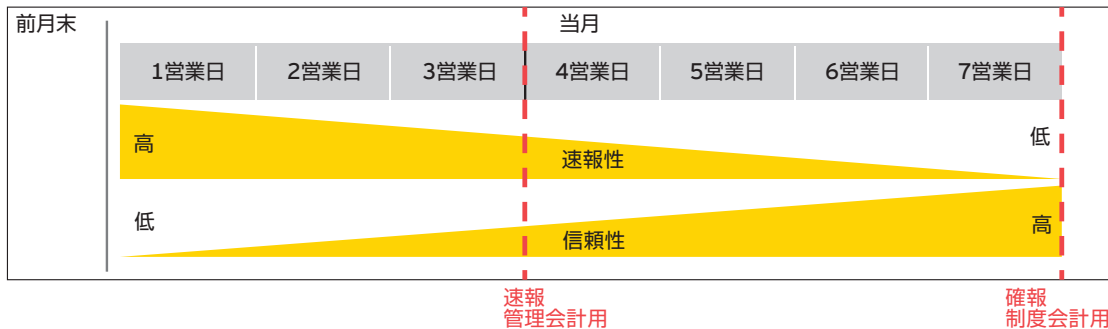 前月末
当月
1営業日 2営業日 3営業日 4営業日 5営業日 6営業日 7営業日
高
低
速報性
低
高
信頼性
速報
管理会計用
確報
制度会計用